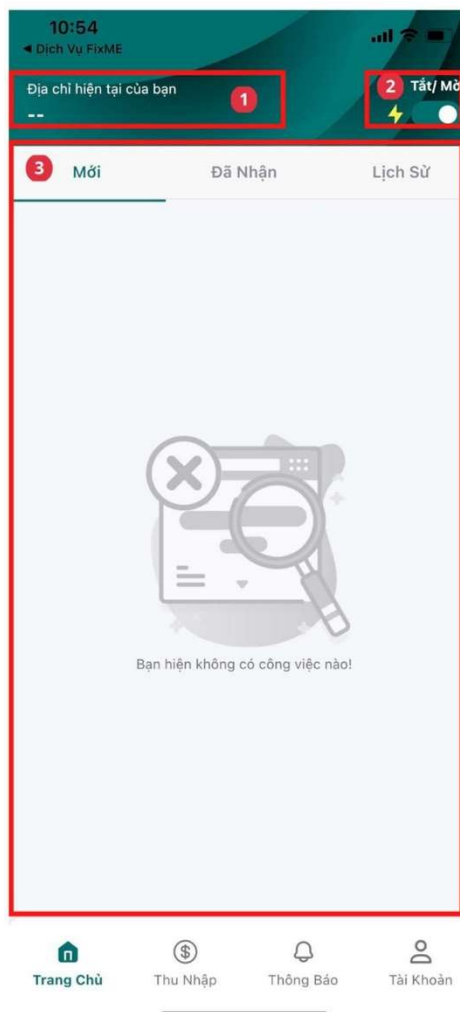 10:54
◀ Dịch Vụ FixME
Địa chỉ hiện tại của bạn
--
1
2 Tắt/ Mở
3 Mới Đã Nhận Lịch Sử
Bạn hiện không có công việc nào!
Trang Chủ Thu Nhập Thông Báo Tài Khoản